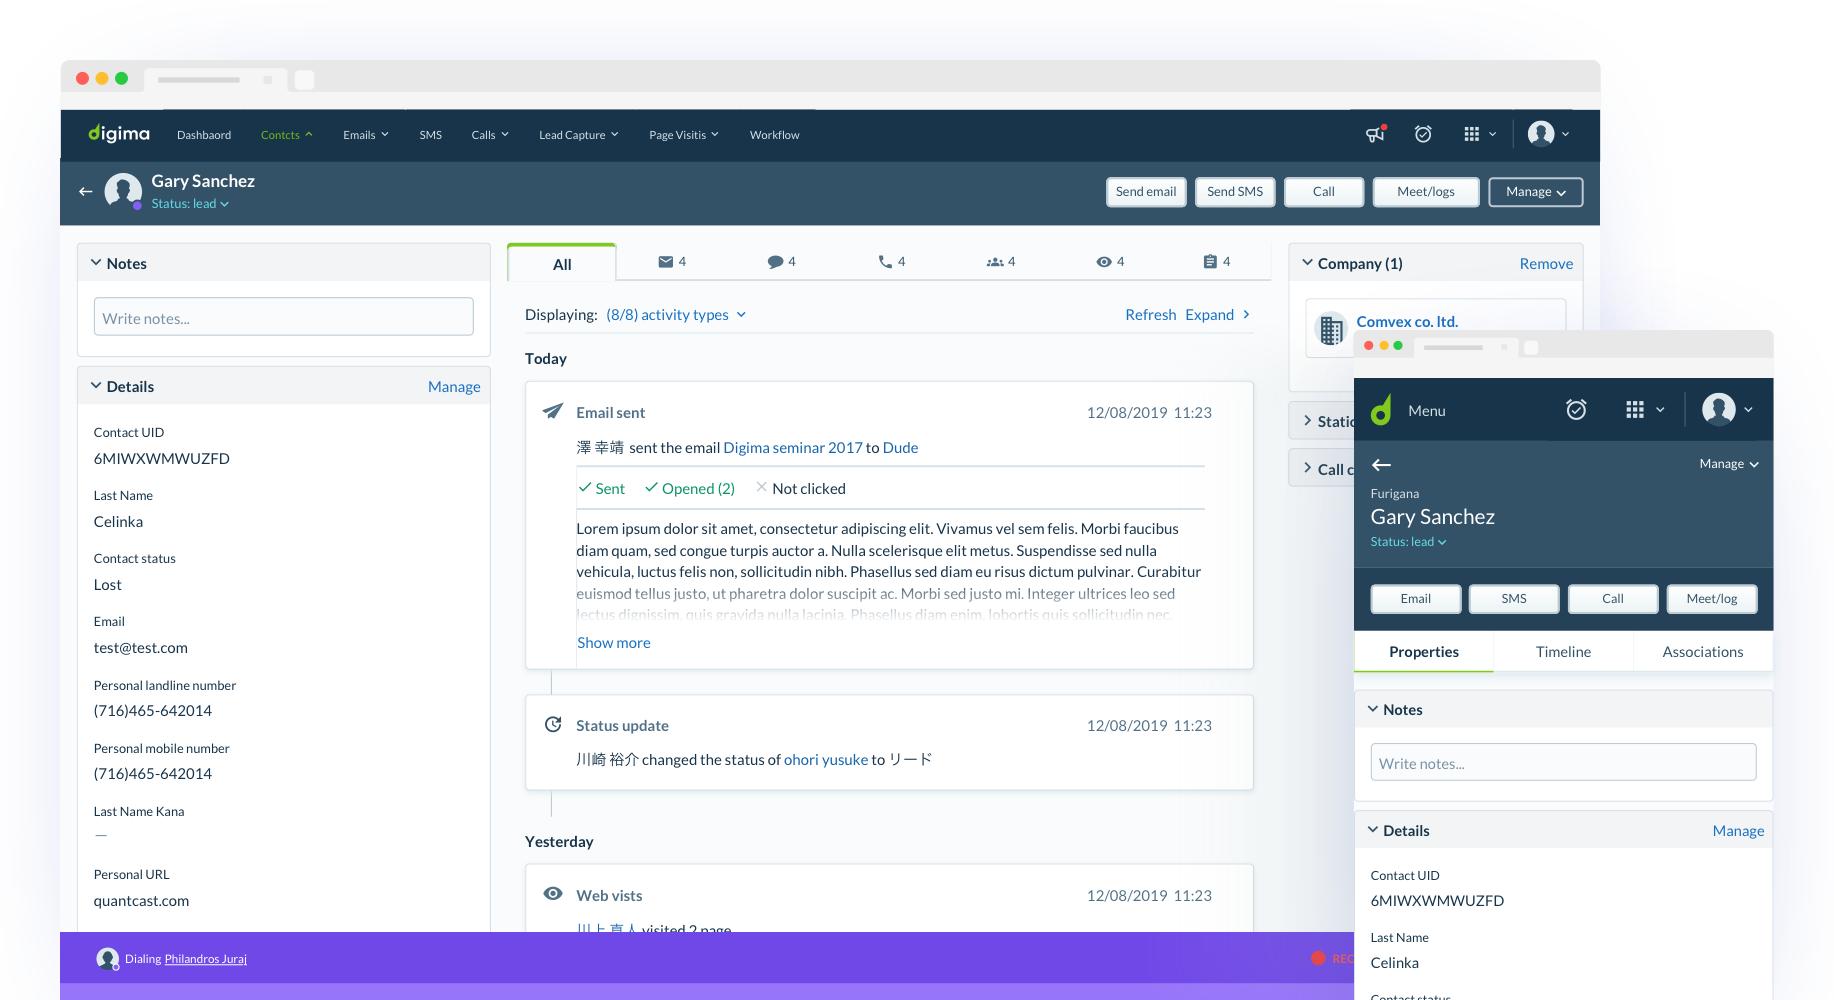 digima Dashbaord Contcts Emails SMS Calls Lead Capture Page Visitis Workflow
Gary Sanchez
Status: lead
Send email Send SMS Call Meet/logs Manage
Notes
Write notes...
Details Manage
Contact UID
6MIWXWMWUZFD
Last Name
Celinka
Contact status
Lost
Email
test@test.com
Personal landline number
(716)465-642014
Personal mobile number
(716)465-642014
Last Name Kana
—
Personal URL
quantcast.com
All 4 4 4 4 4 4
Displaying: (8/8) activity types Refresh Expand
Today
Email sent 12/08/2019 11:23
澤 幸靖 sent the email Digima seminar 2017 to Dude
Sent Opened (2) Not clicked
Lorem ipsum dolor sit amet, consectetur adipiscing elit. Vivamus vel sem felis. Morbi faucibus
diam quam, sed congue turpis auctor a. Nulla scelerisque elit metus. Suspendisse sed nulla
vehicula, luctus felis non, sollicitudin nibh. Phasellus sed diam eu risus dictum pulvinar. Curabitur
euismod tellus justo, ut pharetra dolor suscipit ac. Morbi sed justo mi. Integer ultrices leo sed
lectus dignissim, quis gravida nulla lacinia. Phasellus diam enim, lobortis quis sollicitudin nec,
Show more
Status update 12/08/2019 11:23
川崎 裕介 changed the status of ohori yusuke to リード
Yesterday
Web vists 12/08/2019 11:23
川上 真人 visited 2 page
Company (1) Remove
Comvex co. ltd.
Static
Call c
Dialing Philandros Juraj
REC
Menu
Manage
Furigana
Gary Sanchez
Status: lead
Email SMS Call Meet/log
Properties Timeline Associations
Notes
Write notes...
Details Manage
Contact UID
6MIWXWMWUZFD
Last Name
Celinka
Contact status